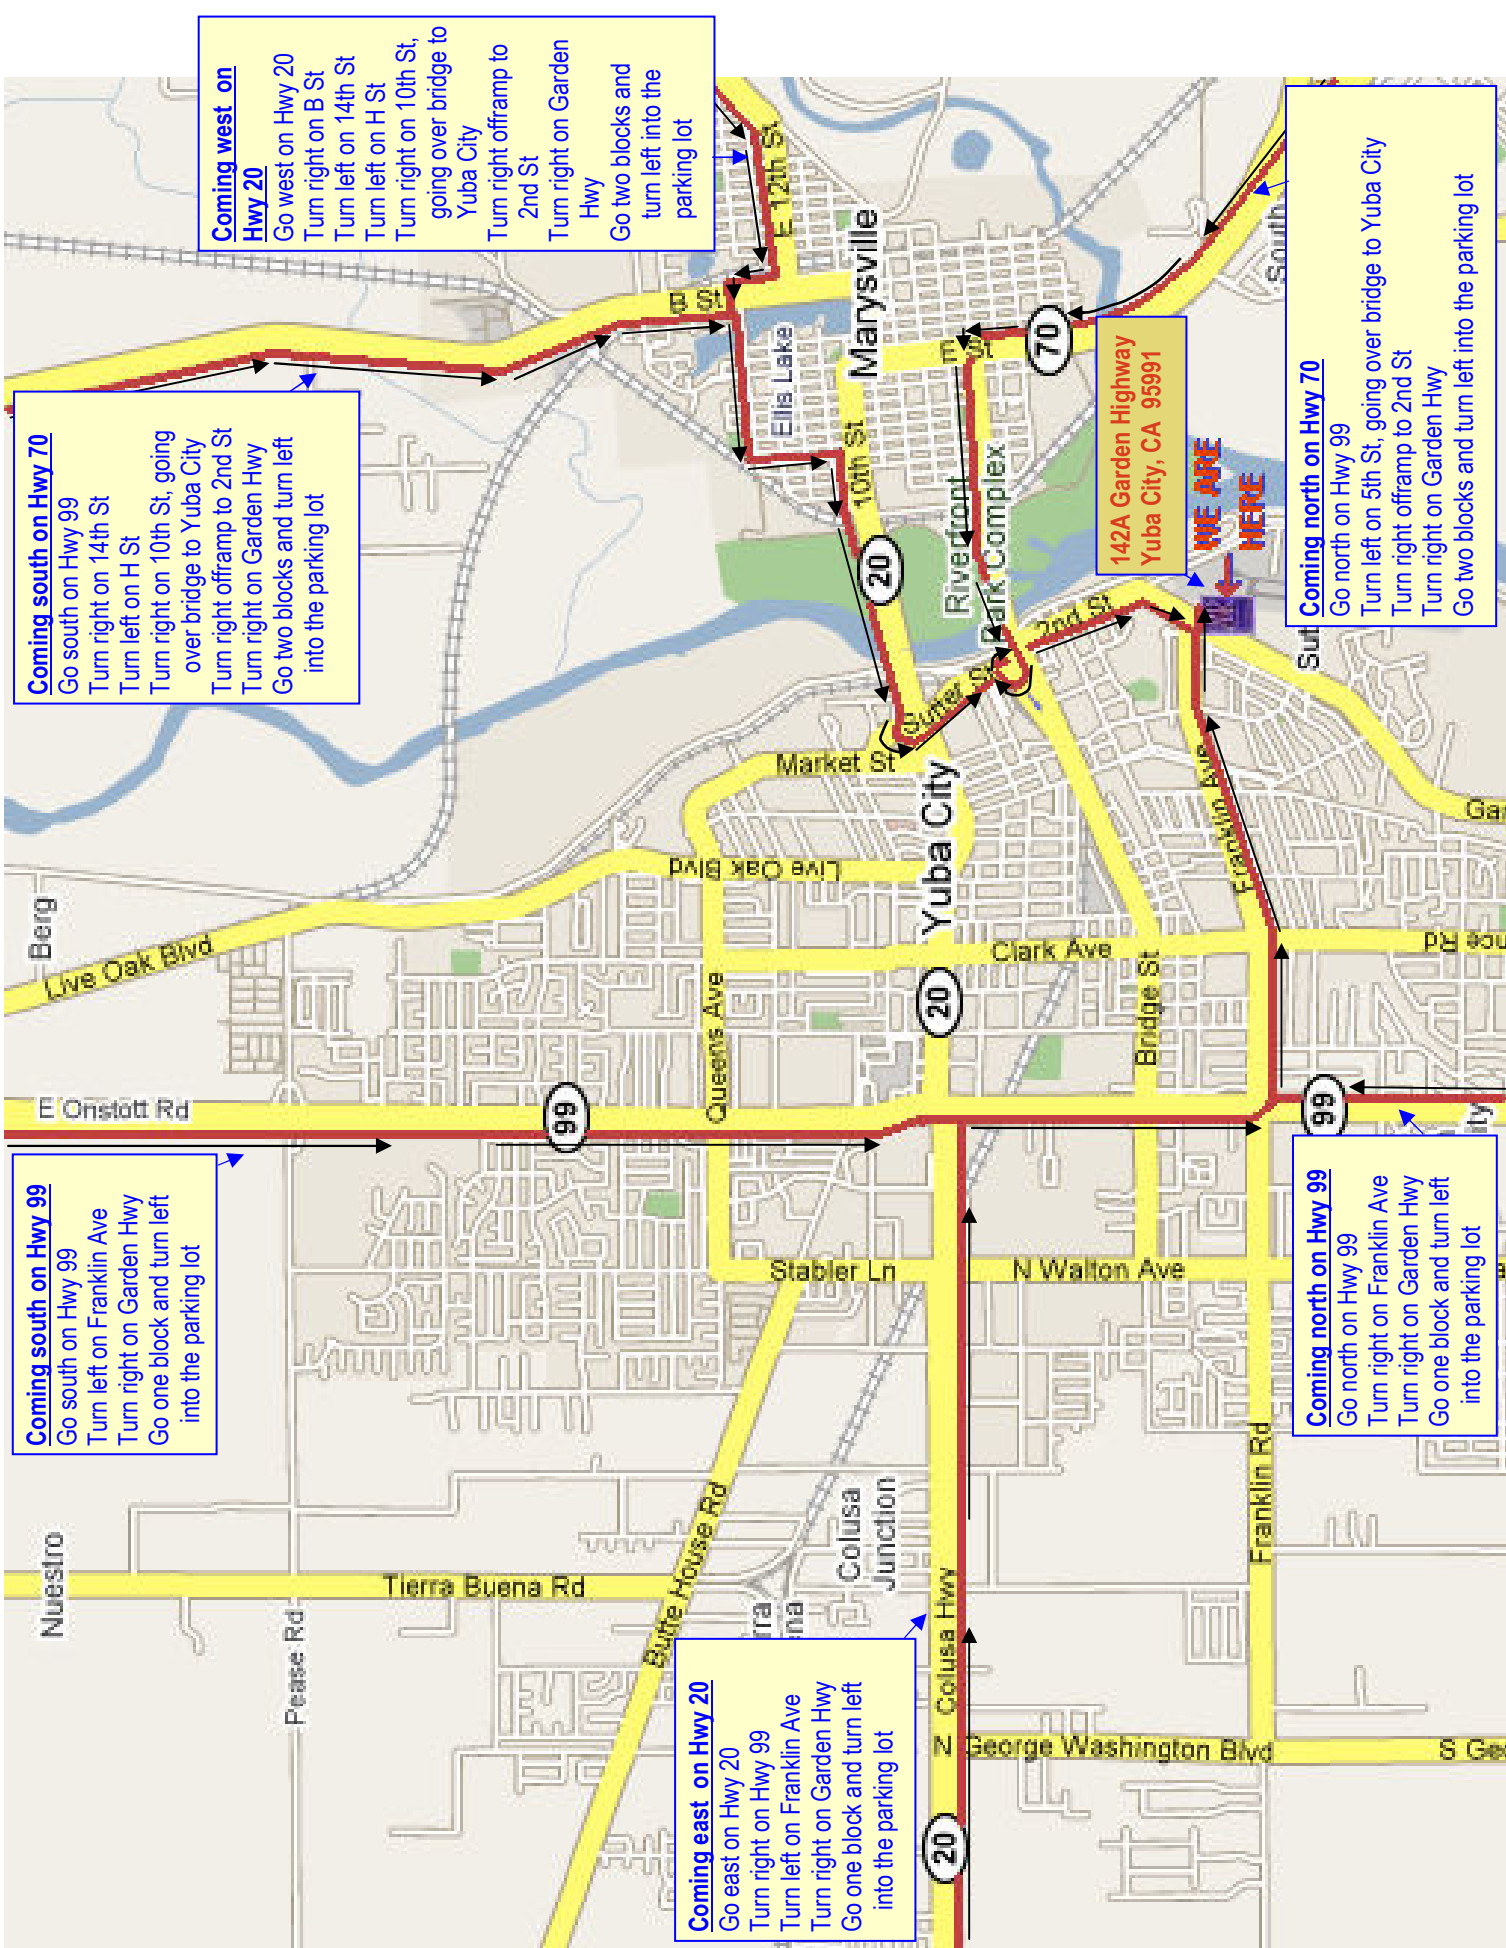 Coming south on Hwy 70
Go south on Hwy 99
Turn right on 14th St
Turn left on H St
Turn right on 10th St, going
over bridge to Yuba City
Turn right offramp to 2nd St
Turn right on Garden Hwy
Go two blocks and turn left
into the parking lot
Coming west on
Hwy 20
Go west on Hwy 20
Turn right on B St
Turn left on 14th St
Turn left on H St
Turn right on 10th St,
going over bridge to
Yuba City
Turn right offramp to
2nd St
Turn right on Garden
Hwy
Go two blocks and
turn left into the
parking lot
Coming south on Hwy 99
Go south on Hwy 99
Turn left on Franklin Ave
Turn right on Garden Hwy
Go one block and turn left
into the parking lot
Coming east on Hwy 20
Go east on Hwy 20
Turn right on Hwy 99
Turn left on Franklin Ave
Turn right on Garden Hwy
Go one block and turn left
into the parking lot
Coming north on Hwy 99
Go north on Hwy 99
Turn right on Franklin Ave
Turn right on Garden Hwy
Go one block and turn left
into the parking lot
Coming north on Hwy 70
Go north on Hwy 99
Turn left on 5th St, going over bridge to Yuba City
Turn right offramp to 2nd St
Turn right on Garden Hwy
Go two blocks and turn left into the parking lot
142A Garden Highway
Yuba City, CA 95991
WE ARE
HERE
Nuestro
Pease Rd
Tierra Buena Rd
Butte House Rd
Colusa
Junction
N Colusa Hwy
20
George Washington Blvd
S Geo
Franklin Rd
Stabler Ln
N Walton Ave
E Onstott Rd
99
Queens Ave
20
Bridge St
99
ity
Berg
Live Oak Blvd
Live Oak Blvd
Clark Ave
Yuba City
Market St
Franklin Ave
Gar
nce Rd
Sutter St
2nd St
Sut
20
10th St
Riverfront
Park Complex
Ellis Lake
Marysville
B St
E 12th St
E St
70
South
rra
na